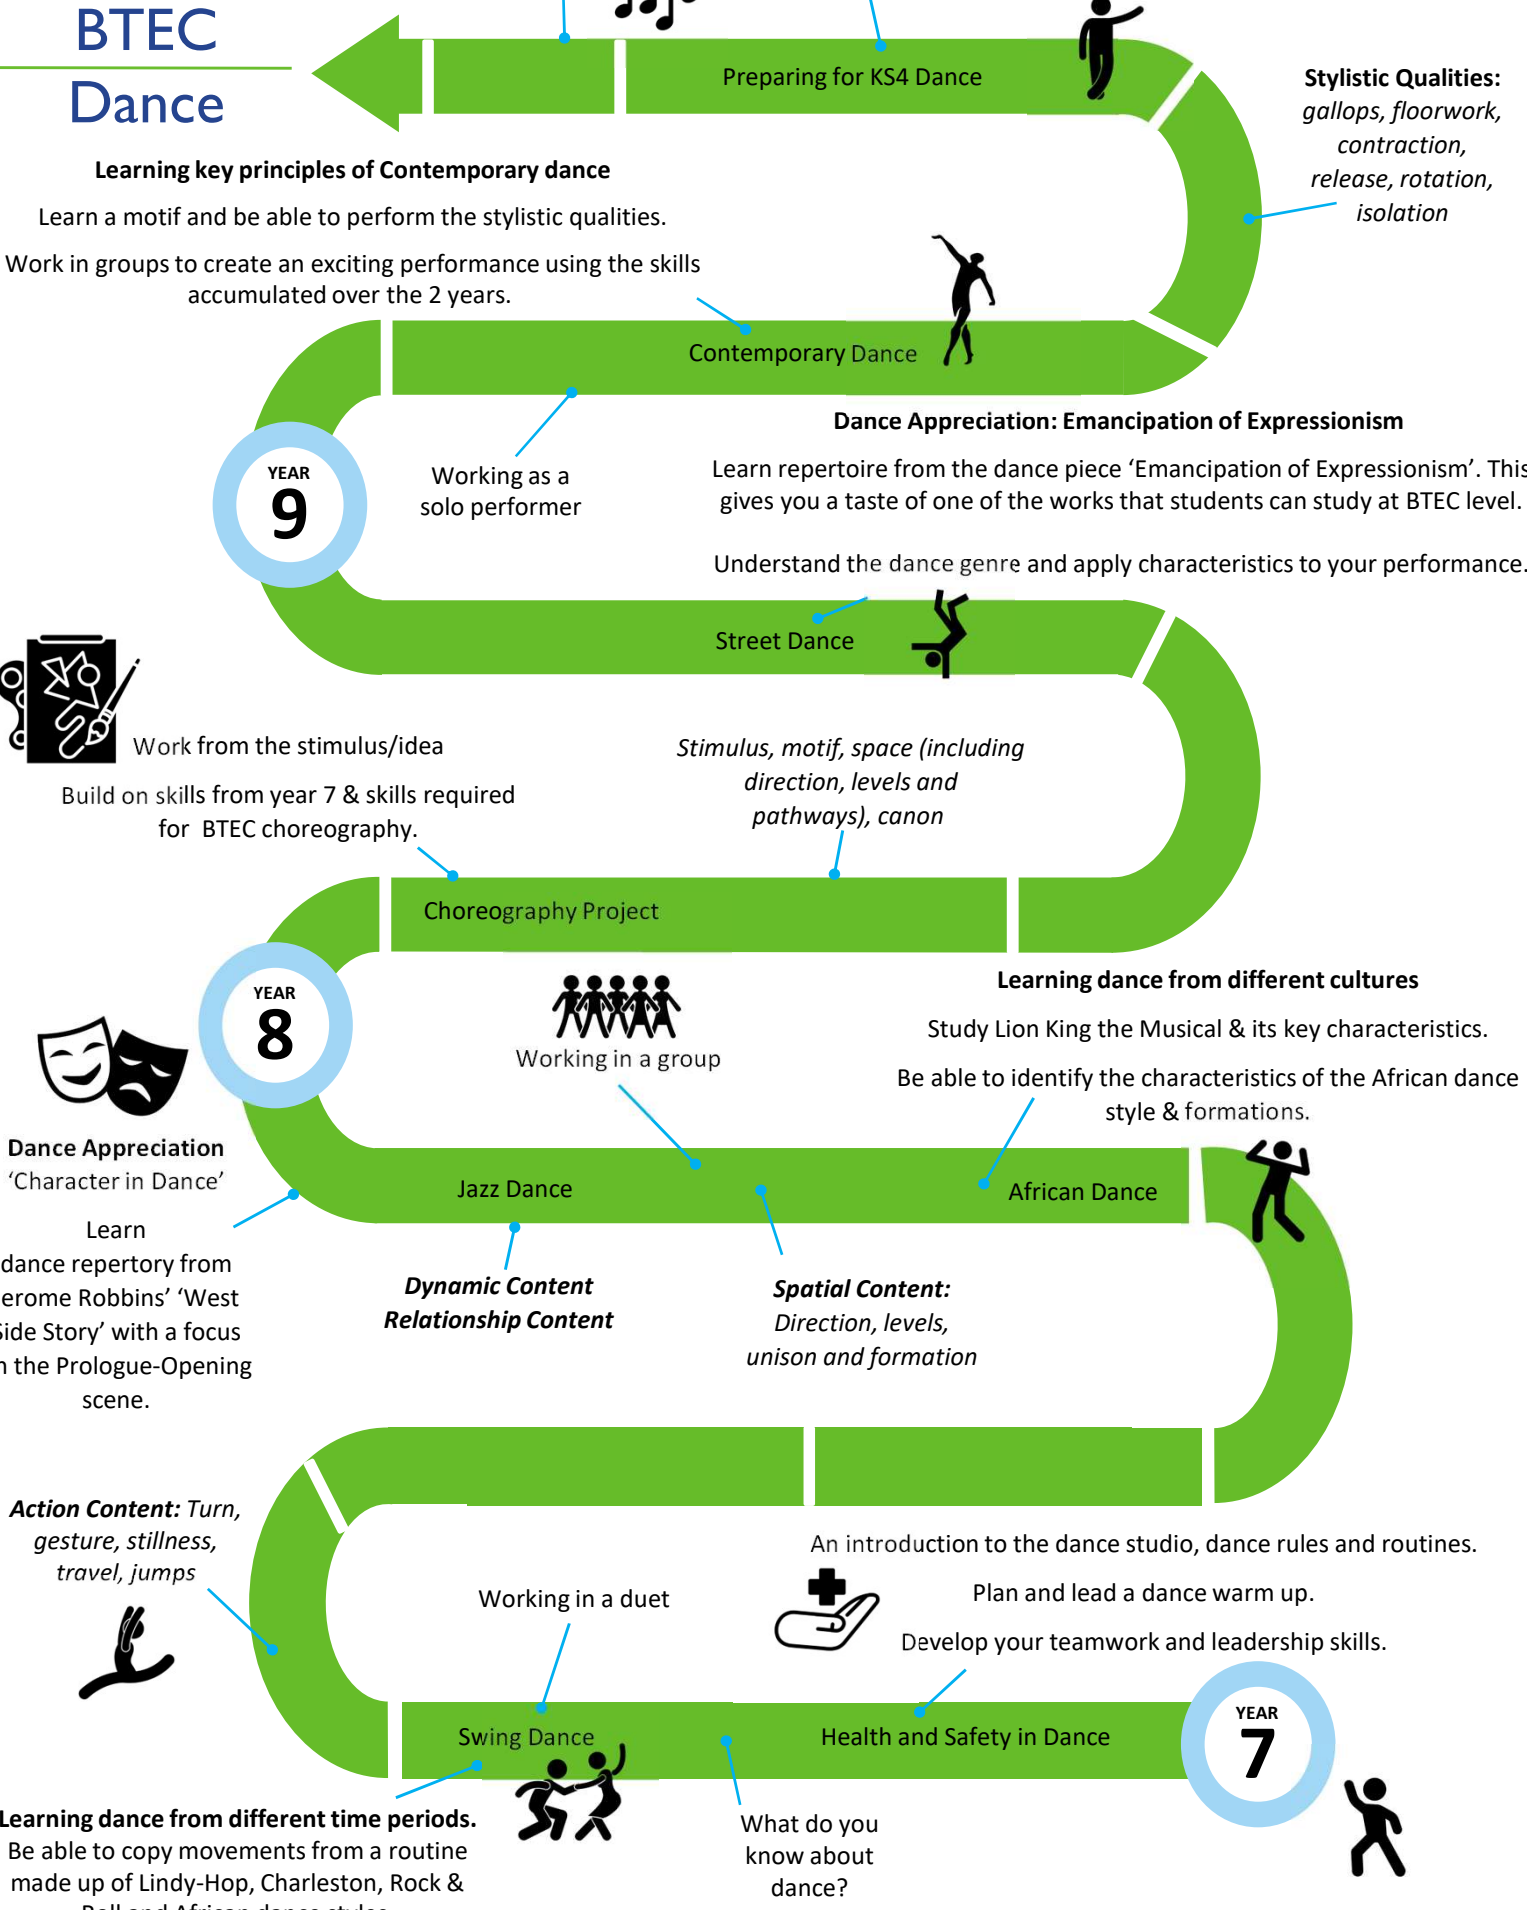 BTEC
Dance
Preparing for KS4 Dance
Stylistic Qualities:
gallops, floorwork,
contraction,
release, rotation,
isolation
Learning key principles of Contemporary dance
Learn a motif and be able to perform the stylistic qualities.
Work in groups to create an exciting performance using the skills
accumulated over the 2 years.
Contemporary Dance
Dance Appreciation: Emancipation of Expressionism
Learn repertoire from the dance piece ‘Emancipation of Expressionism’. This
gives you a taste of one of the works that students can study at BTEC level.
Understand the dance genre and apply characteristics to your performance.
YEAR
9
Working as a
solo performer
Street Dance
Work from the stimulus/idea
Build on skills from year 7 & skills required
for BTEC choreography.
Stimulus, motif, space (including
direction, levels and
pathways), canon
Choreography Project
YEAR
8
Working in a group
Learning dance from different cultures
Study Lion King the Musical & its key characteristics.
Be able to identify the characteristics of the African dance
style & formations.
Dance Appreciation
‘Character in Dance’
Learn
dance repertory from
erome Robbins’ ‘West
Side Story’ with a focus
n the Prologue-Opening
scene.
Jazz Dance
African Dance
Dynamic Content
Relationship Content
Spatial Content:
Direction, levels,
unison and formation
Action Content: Turn,
gesture, stillness,
travel, jumps
An introduction to the dance studio, dance rules and routines.
Plan and lead a dance warm up.
Develop your teamwork and leadership skills.
Working in a duet
Swing Dance
Health and Safety in Dance
YEAR
7
Learning dance from different time periods.
Be able to copy movements from a routine
made up of Lindy-Hop, Charleston, Rock &
Roll and African dance styles
What do you
know about
dance?